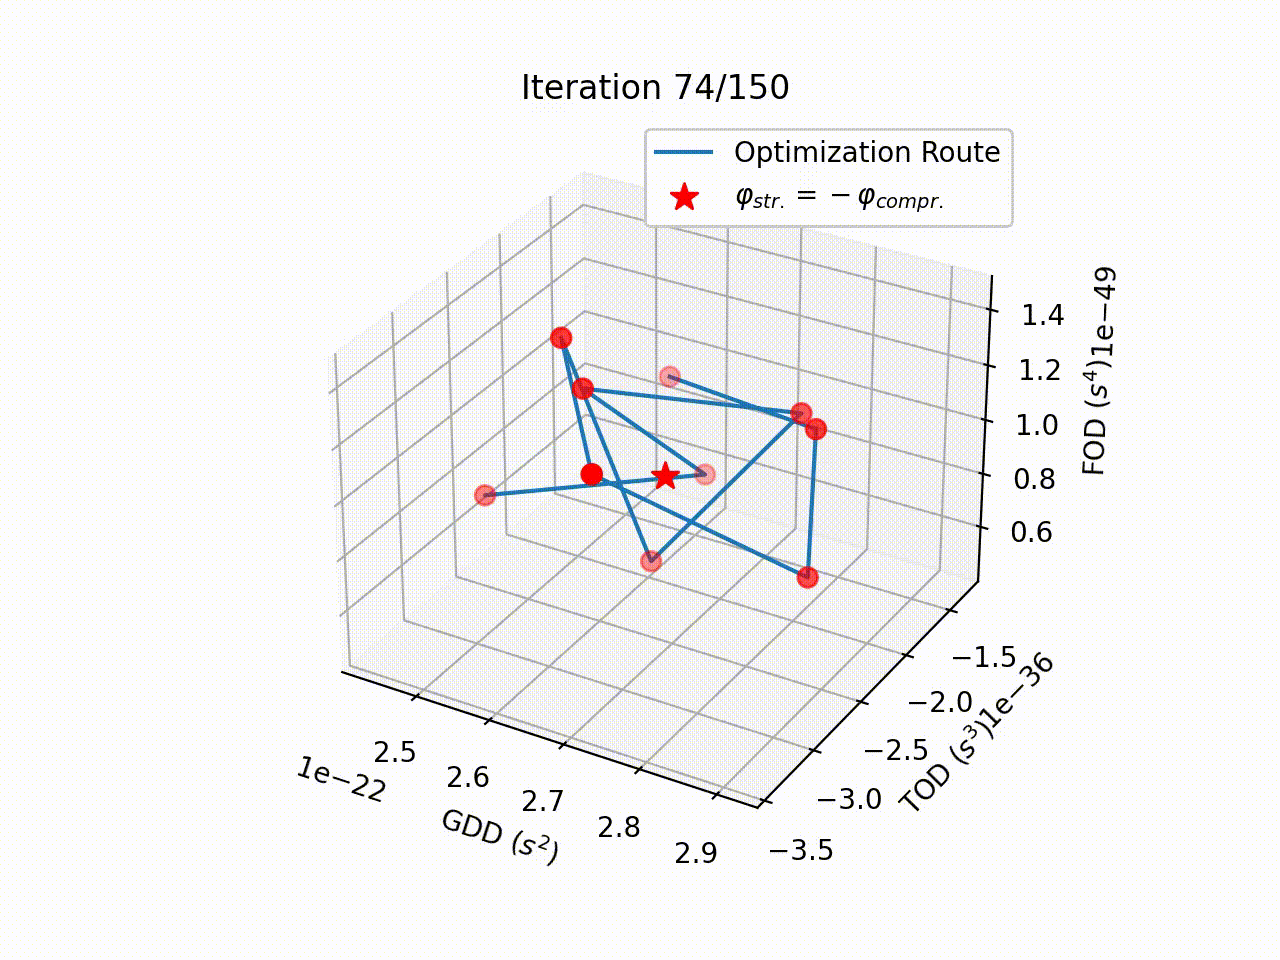 Iteration 74/150
Optimization Route
φstr. = −φcompr.
1.4
1.2
1.0
0.8
0.6
FOD (s⁴)1e−49
−1.5
−2.0
−2.5
−3.0
−3.5
TOD (s³)1e−36
2.5
2.6
2.7
2.8
2.9
1e−22
GDD (s²)